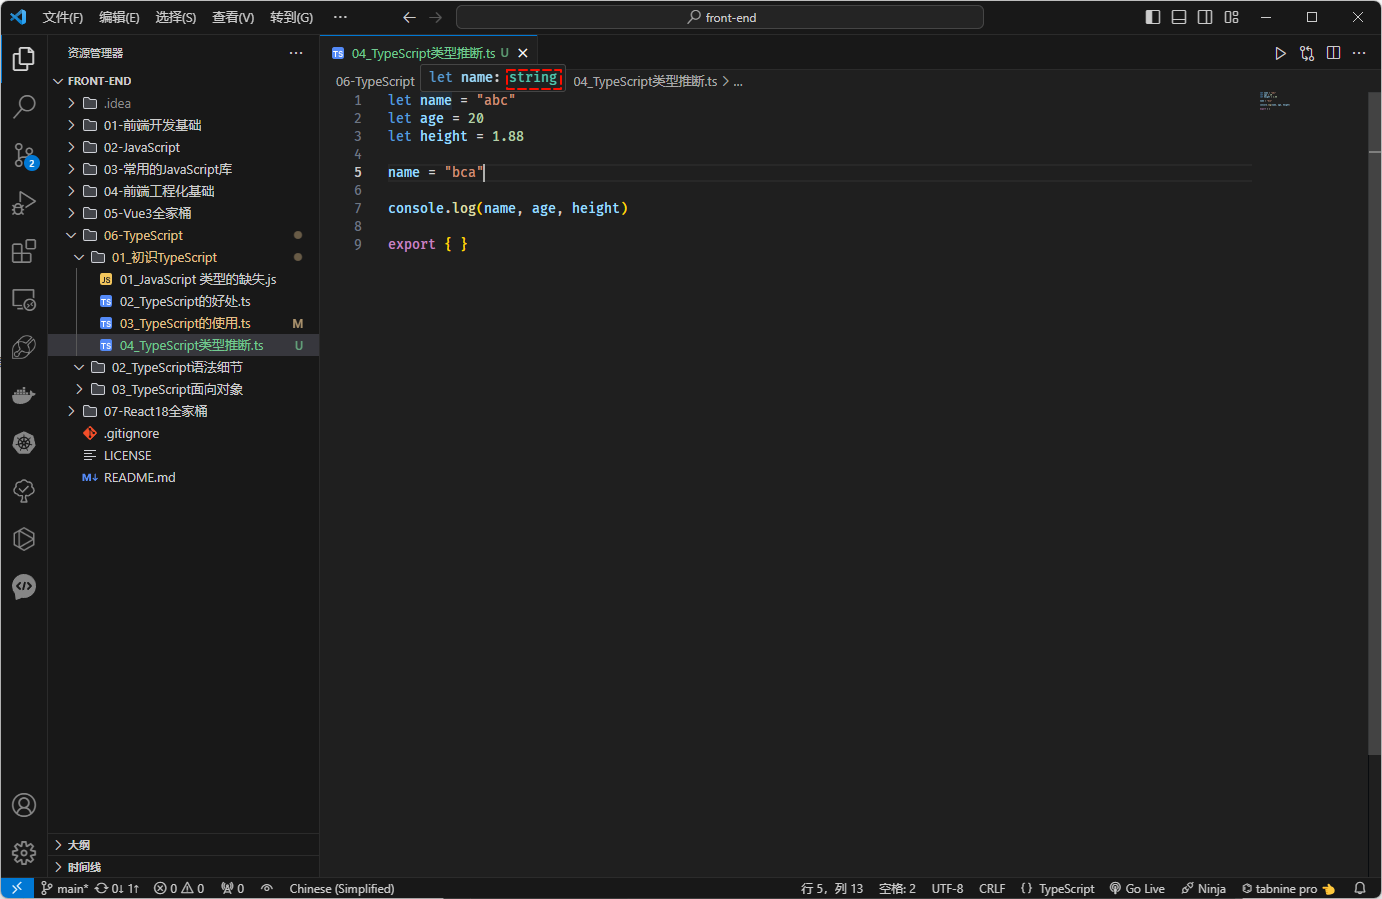 文件(F) 编辑(E) 选择(S) 查看(V) 转到(G) ··· front-end
资源管理器
FRONT-END
.idea
01-前端开发基础
02-JavaScript
03-常用的JavaScript库
04-前端工程化基础
05-Vue3全家桶
06-TypeScript
01_初识TypeScript
JS 01_JavaScript 类型的缺失.js
TS 02_TypeScript的好处.ts
TS 03_TypeScript的使用.ts M
TS 04_TypeScript类型推断.ts U
02_TypeScript语法细节
03_TypeScript面向对象
07-React18全家桶
.gitignore
LICENSE
M↓ README.md
大纲
时间线
2
TS 04_TypeScript类型推断.ts U
06-TypeScript 04_TypeScript类型推断.ts > ...
let name: string
1 let name = "abc"
2 let age = 20
3 let height = 1.88
4
5 name = "bca"
6
7 console.log(name, age, height)
8
9 export { }
main* 0↓ 1↑ 0 0 0 Chinese (Simplified) 行 5，列 13 空格: 2 UTF-8 CRLF {} TypeScript Go Live Ninja tabnine pro